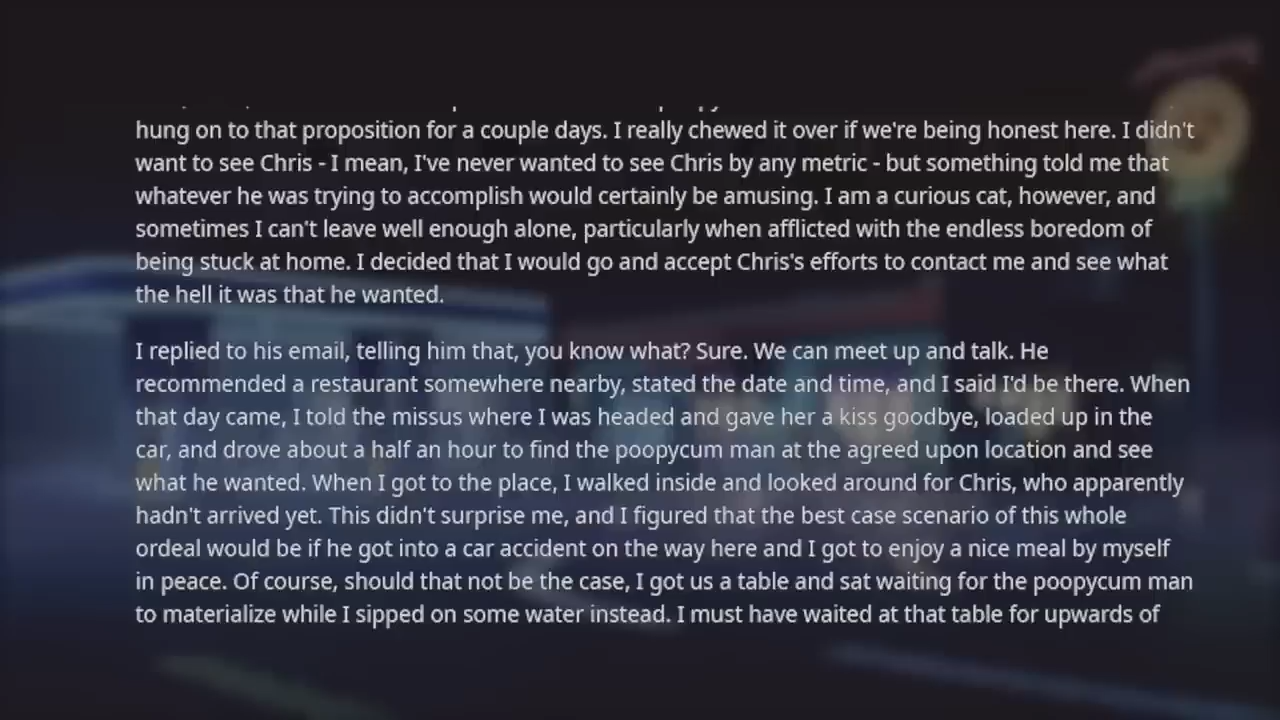 hung on to that proposition for a couple days. I really chewed it over if we're being honest here. I didn't
want to see Chris - I mean, I've never wanted to see Chris by any metric - but something told me that
whatever he was trying to accomplish would certainly be amusing. I am a curious cat, however, and
sometimes I can't leave well enough alone, particularly when afflicted with the endless boredom of
being stuck at home. I decided that I would go and accept Chris's efforts to contact me and see what
the hell it was that he wanted.
I replied to his email, telling him that, you know what? Sure. We can meet up and talk. He
recommended a restaurant somewhere nearby, stated the date and time, and I said I'd be there. When
that day came, I told the missus where I was headed and gave her a kiss goodbye, loaded up in the
car, and drove about a half an hour to find the poopycum man at the agreed upon location and see
what he wanted. When I got to the place, I walked inside and looked around for Chris, who apparently
hadn't arrived yet. This didn't surprise me, and I figured that the best case scenario of this whole
ordeal would be if he got into a car accident on the way here and I got to enjoy a nice meal by myself
in peace. Of course, should that not be the case, I got us a table and sat waiting for the poopycum man
to materialize while I sipped on some water instead. I must have waited at that table for upwards of